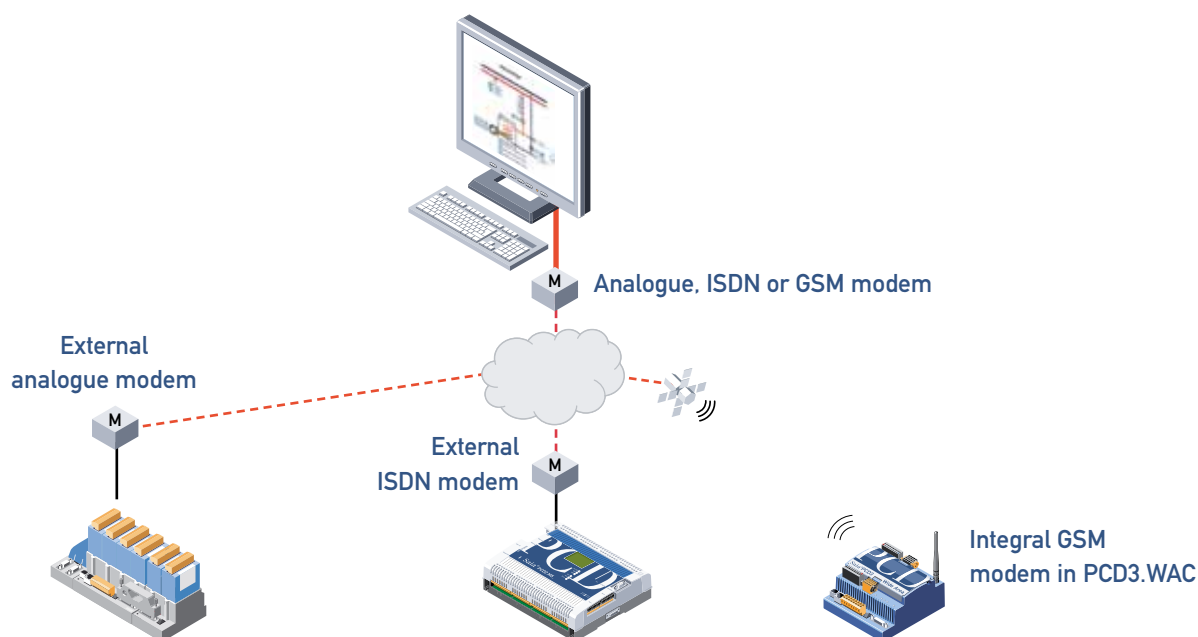 M
Analogue, ISDN or GSM modem
External
analogue modem
M
External
ISDN modem
M
PCD
PCD
Integral GSM
modem in PCD3.WAC